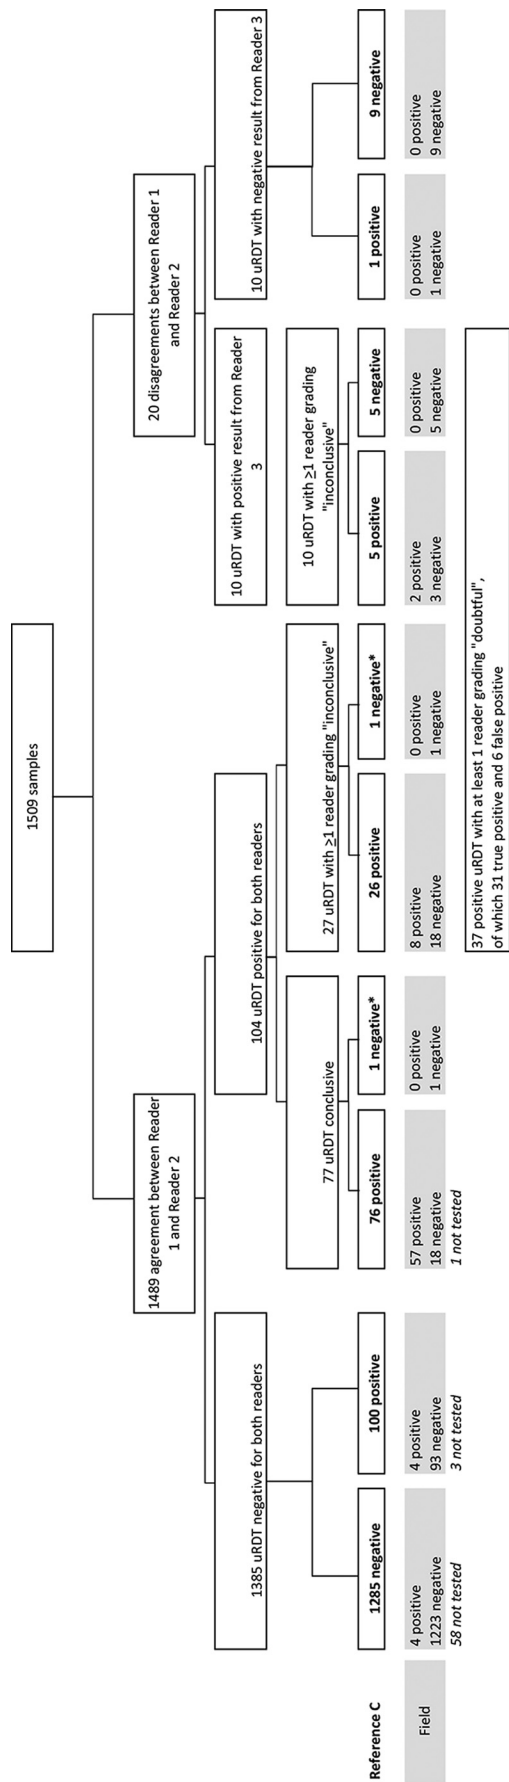 1509 samples
1489 agreement between Reader
1 and Reader 2
20 disagreements between Reader 1
and Reader 2
1385 uRDT negative for both readers
104 uRDT positive for both readers
10 uRDT with positive result from Reader
3
10 uRDT with negative result from Reader 3
77 uRDT conclusive
27 uRDT with ≥1 reader grading "inconclusive"
10 uRDT with ≥1 reader grading
"inconclusive"
Reference C
1285 negative
100 positive
76 positive
1 negative*
26 positive
1 negative*
5 positive
5 negative
1 positive
9 negative
Field
4 positive
1223 negative
58 not tested
4 positive
93 negative
3 not tested
57 positive
18 negative
1 not tested
0 positive
1 negative
8 positive
18 negative
0 positive
1 negative
2 positive
3 negative
0 positive
5 negative
0 positive
1 negative
0 positive
9 negative
37 positive uRDT with at least 1 reader grading "doubtful",
of which 31 true positive and 6 false positive